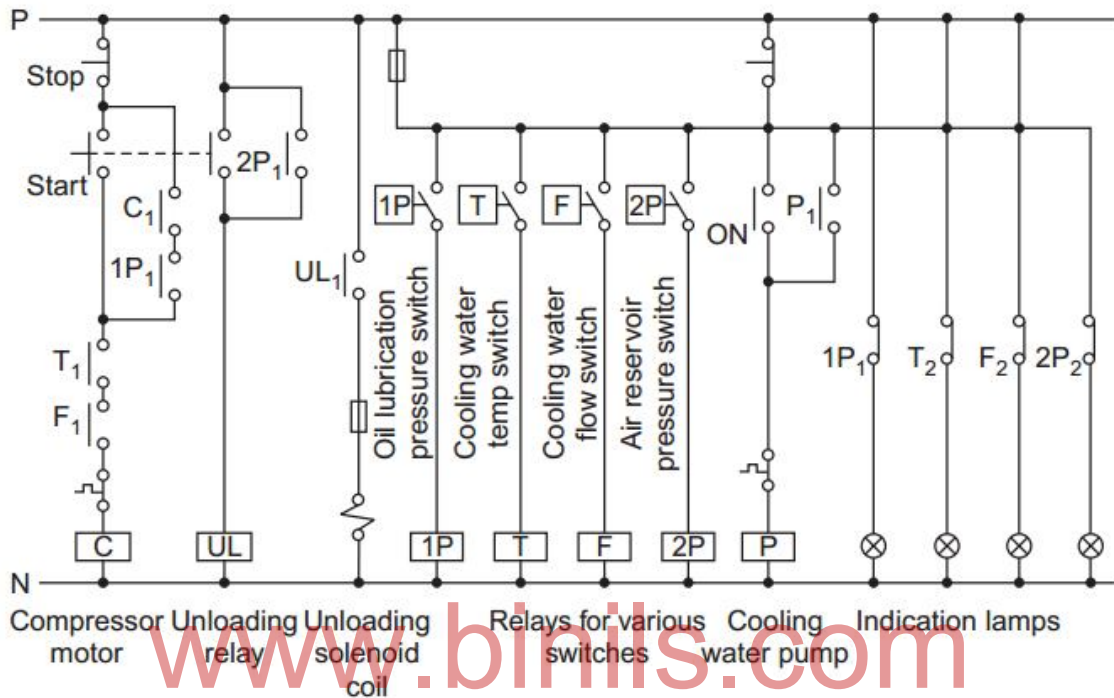 P
Stop
Start
C₁
1P₁
T₁
F₁
C
2P₁
UL
UL₁
1P
Oil lubrication
pressure switch
1P
T
Cooling water
temp switch
T
F
Cooling water
flow switch
F
2P
Air reservoir
pressure switch
2P
ON
P₁
P
1P₁
T₂
F₂
2P₂
N
Compressor
motor
Unloading
relay
Unloading
solenoid
coil
Relays for various
switches
Cooling
water pump
Indication lamps
www.binils.com